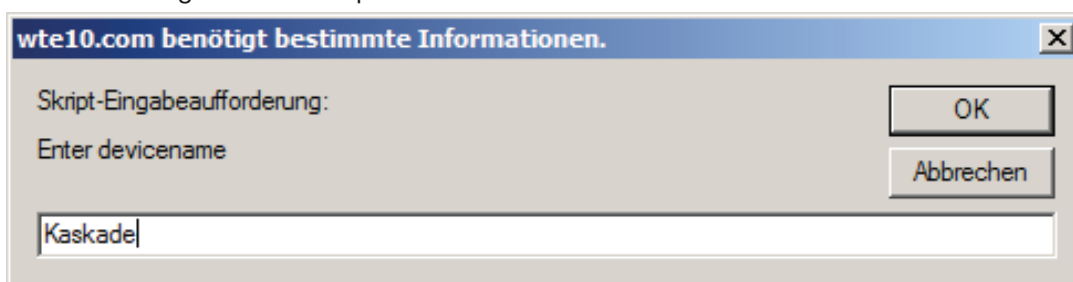 wte10.com benötigt bestimmte Informationen.
Skript-Eingabeaufforderung:
OK
Enter devicename
Abbrechen
Kaskade